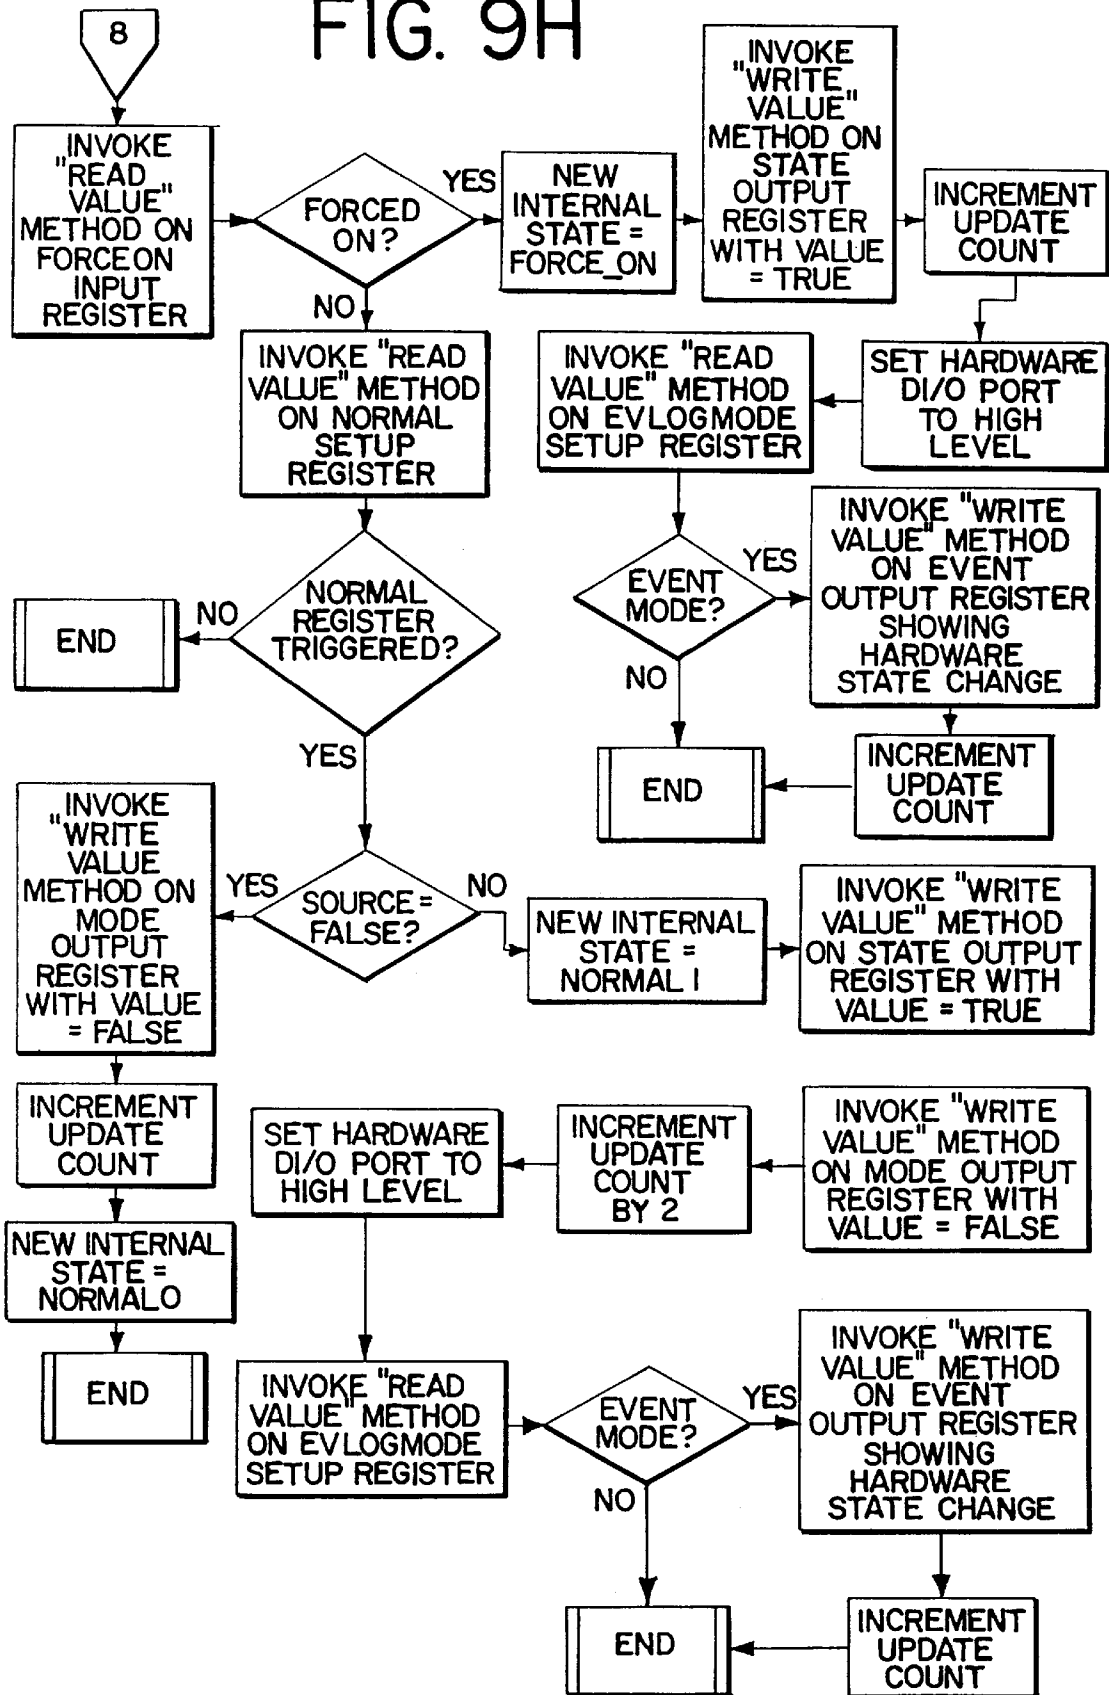 FIG. 9H
8
"INVOKE
"READ
VALUE"
METHOD ON
FORCEON
INPUT
REGISTER
FORCED
ON?
YES
NO
NEW
INTERNAL
STATE =
FORCE_ON
INVOKE
"WRITE
VALUE"
METHOD ON
STATE
OUTPUT
REGISTER
WITH VALUE
= TRUE
INCREMENT
UPDATE
COUNT
SET HARDWARE
DI/O PORT
TO HIGH
LEVEL
INVOKE "READ
VALUE" METHOD
ON EVLOGMODE
SETUP REGISTER
INVOKE "READ
VALUE" METHOD
ON NORMAL
SETUP
REGISTER
EVENT
MODE?
YES
NO
INVOKE "WRITE
VALUE" METHOD
ON EVENT
OUTPUT REGISTER
SHOWING
HARDWARE
STATE CHANGE
INCREMENT
UPDATE
COUNT
END
NORMAL
REGISTER
TRIGGERED?
NO
END
YES
SOURCE =
FALSE?
YES
NO
"INVOKE
"WRITE
VALUE
METHOD ON
MODE
OUTPUT
REGISTER
WITH VALUE
= FALSE
INCREMENT
UPDATE
COUNT
NEW INTERNAL
STATE =
NORMALO
END
NEW INTERNAL
STATE =
NORMAL I
INVOKE "WRITE
VALUE" METHOD
ON STATE OUTPUT
REGISTER WITH
VALUE = TRUE
INVOKE "WRITE
VALUE" METHOD
ON MODE OUTPUT
REGISTER WITH
VALUE = FALSE
INCREMENT
UPDATE
COUNT
BY 2
SET HARDWARE
DI/O PORT TO
HIGH LEVEL
INVOKE "READ
VALUE" METHOD
ON EVLOGMODE
SETUP REGISTER
EVENT
MODE?
YES
NO
INVOKE "WRITE
VALUE" METHOD
ON EVENT
OUTPUT REGISTER
SHOWING
HARDWARE
STATE CHANGE
INCREMENT
UPDATE
COUNT
END